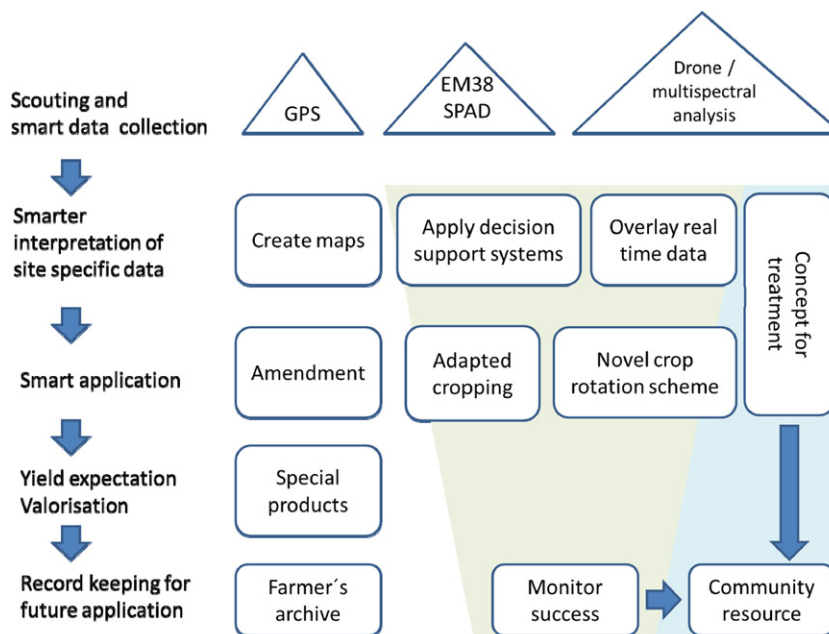 Scouting and
smart data collection
GPS
EM38
SPAD
Drone /
multispectral
analysis
Smarter
interpretation of
site specific data
Create maps
Apply decision
support systems
Overlay real
time data
Concept for
treatment
Smart application
Amendment
Adapted
cropping
Novel crop
rotation scheme
Yield expectation
Valorisation
Special
products
Record keeping for
future application
Farmer´s
archive
Monitor
success
Community
resource